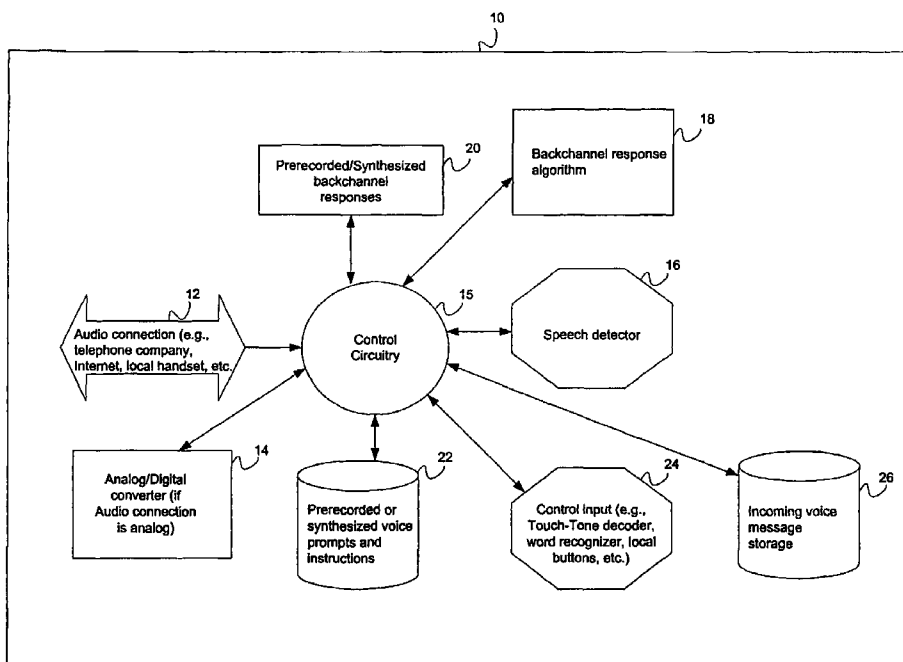 10
18
20
Backchannel response
algorithm
Prerecorded/Synthesized
backchannel
responses
16
12
15
Audio connection (e.g.,
telephone company,
Internet, local handset, etc.
Control
Circuitry
Speech detector
14
22
24
26
Analog/Digital
converter (if
Audio connection
is analog)
Prerecorded or
synthesized voice
prompts and
instructions
Control input (e.g.,
Touch-Tone decoder,
word recognizer, local
buttons, etc.)
Incoming voice
message
storage